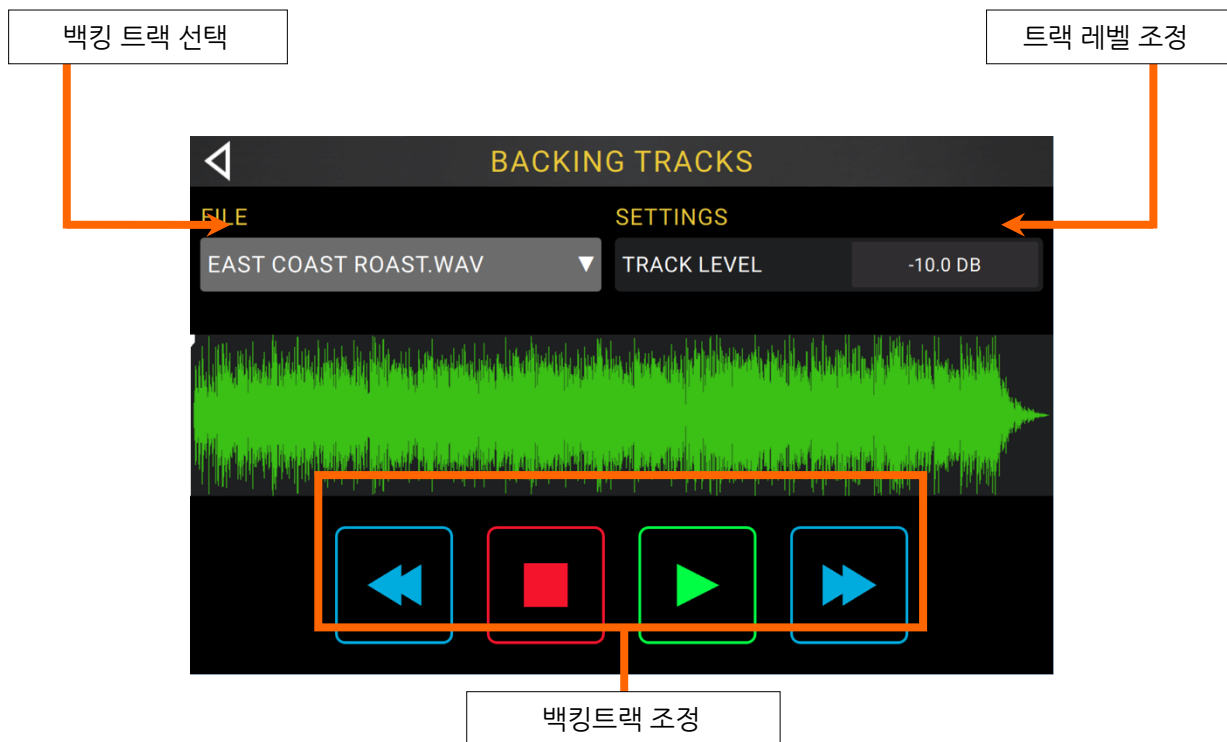 백킹 트랙 선택
트랙 레벨 조정
BACKING TRACKS
FILE
SETTINGS
EAST COAST ROAST.WAV
TRACK LEVEL
-10.0 DB
백킹트랙 조정